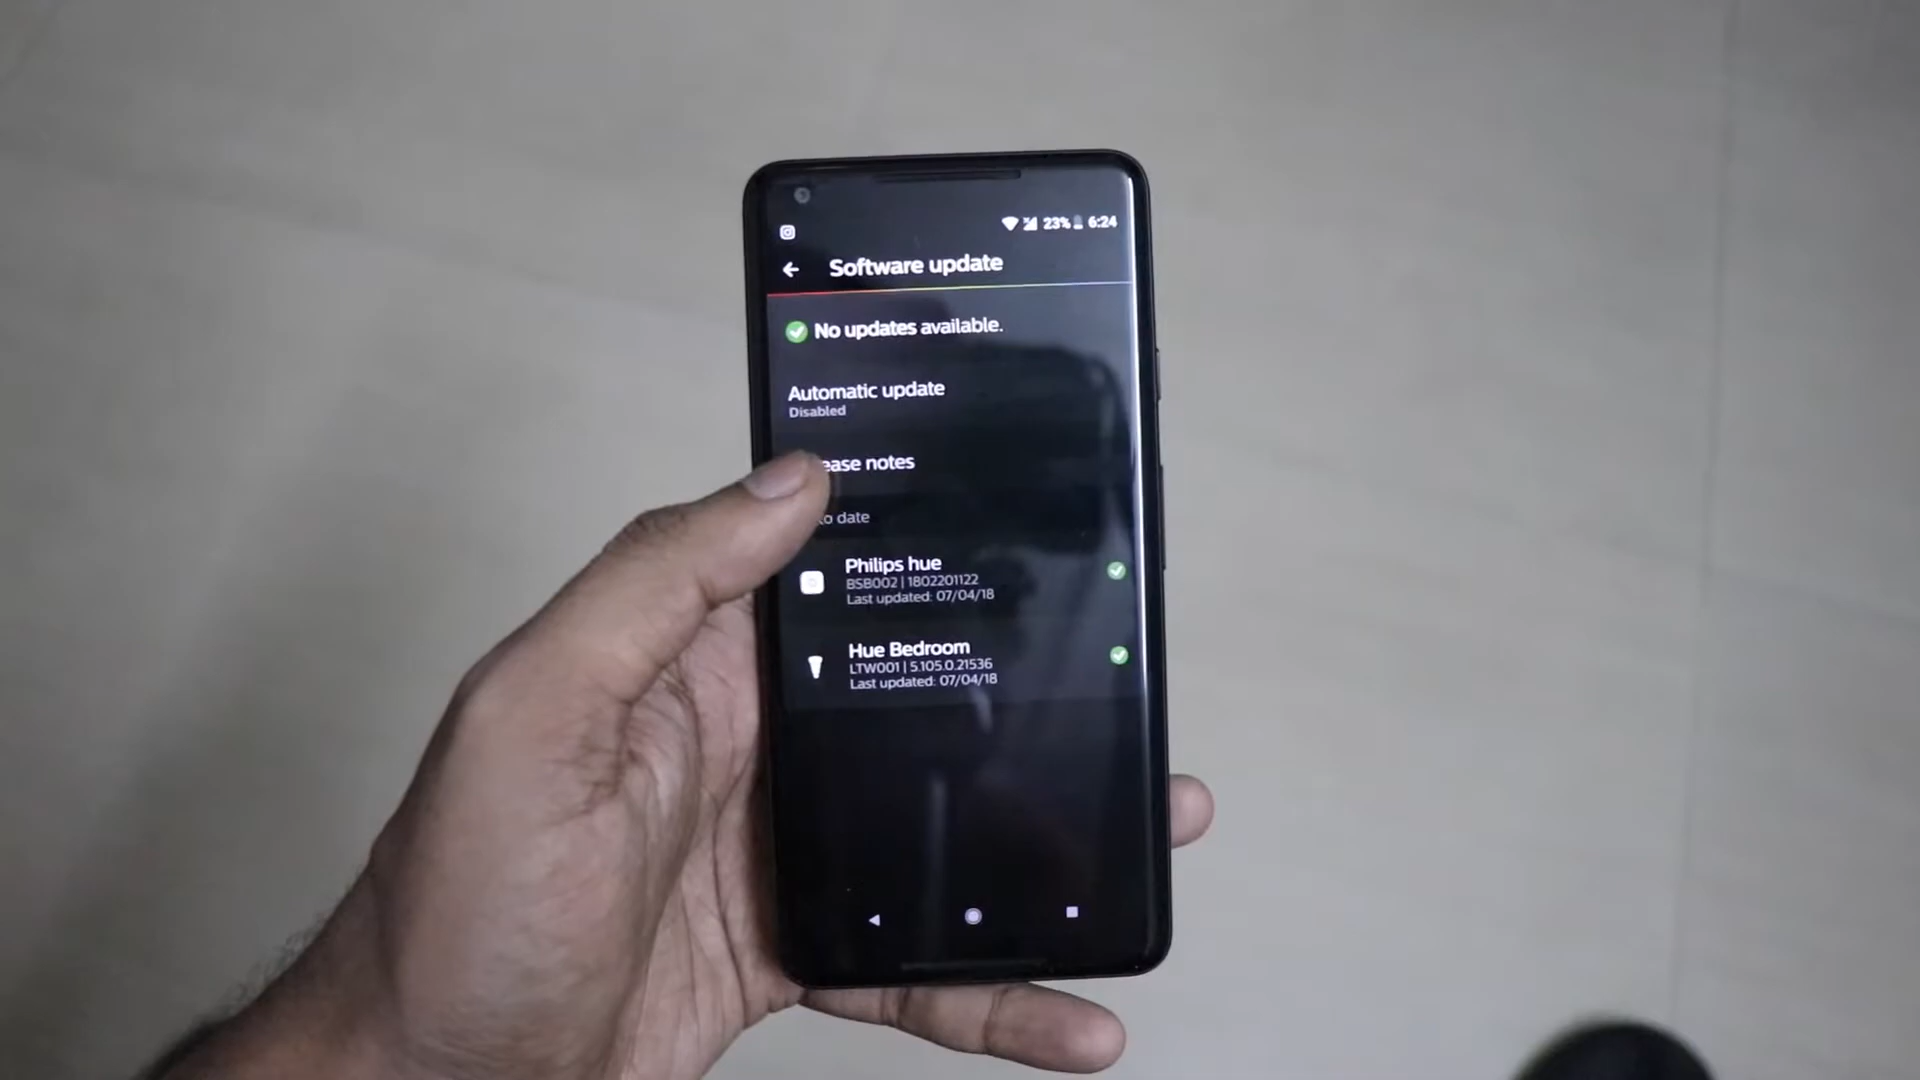 23% 6:24
Software update
No updates available.
Automatic update
Disabled
ease notes
to date
Philips hue
BSB002 | 1802201122
Last updated: 07/04/18
Hue Bedroom
LTW001 | 5.105.0.21536
Last updated: 07/04/18